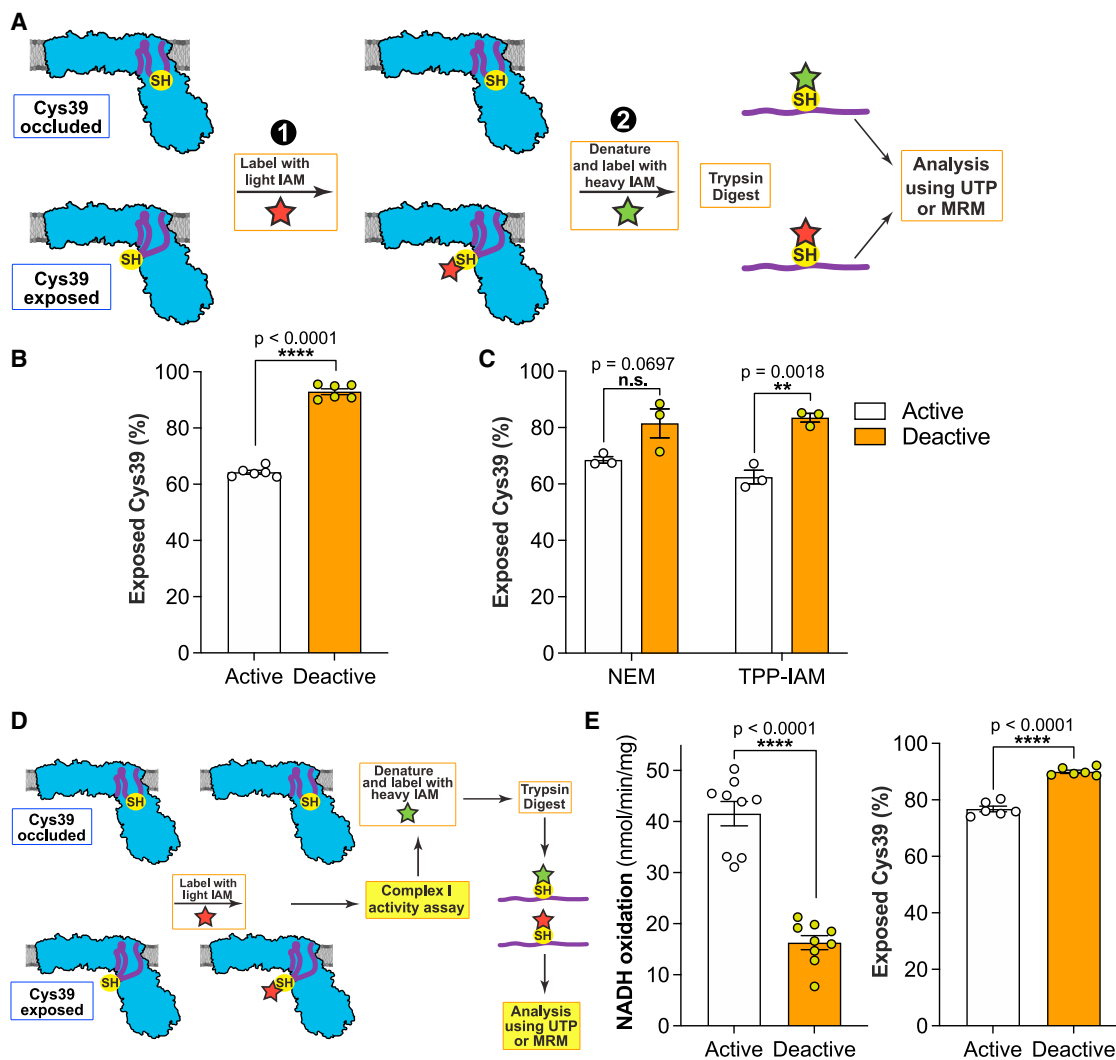 A
SH
Cys39
occluded
SH
Cys39
exposed
1
Label with
light IAM
SH
SH
2
Denature
and label with
heavy IAM
Trypsin
Digest
SH
SH
Analysis
using UTP
or MRM
B
p < 0.0001
****
Exposed Cys39 (%)
100
80
60
40
20
0
Active
Deactive
C
p = 0.0697
n.s.
p = 0.0018
**
Exposed Cys39 (%)
100
80
60
40
20
0
NEM
TPP-IAM
Active
Deactive
D
SH
Cys39
occluded
SH
Cys39
exposed
Label with
light IAM
SH
SH
Complex I
activity assay
Denature
and label with
heavy IAM
Trypsin
Digest
SH
SH
Analysis
using UTP
or MRM
E
p < 0.0001
****
NADH oxidation (nmol/min/mg)
50
40
30
20
10
0
Active
Deactive
p < 0.0001
****
Exposed Cys39 (%)
100
80
60
40
20
0
Active
Deactive